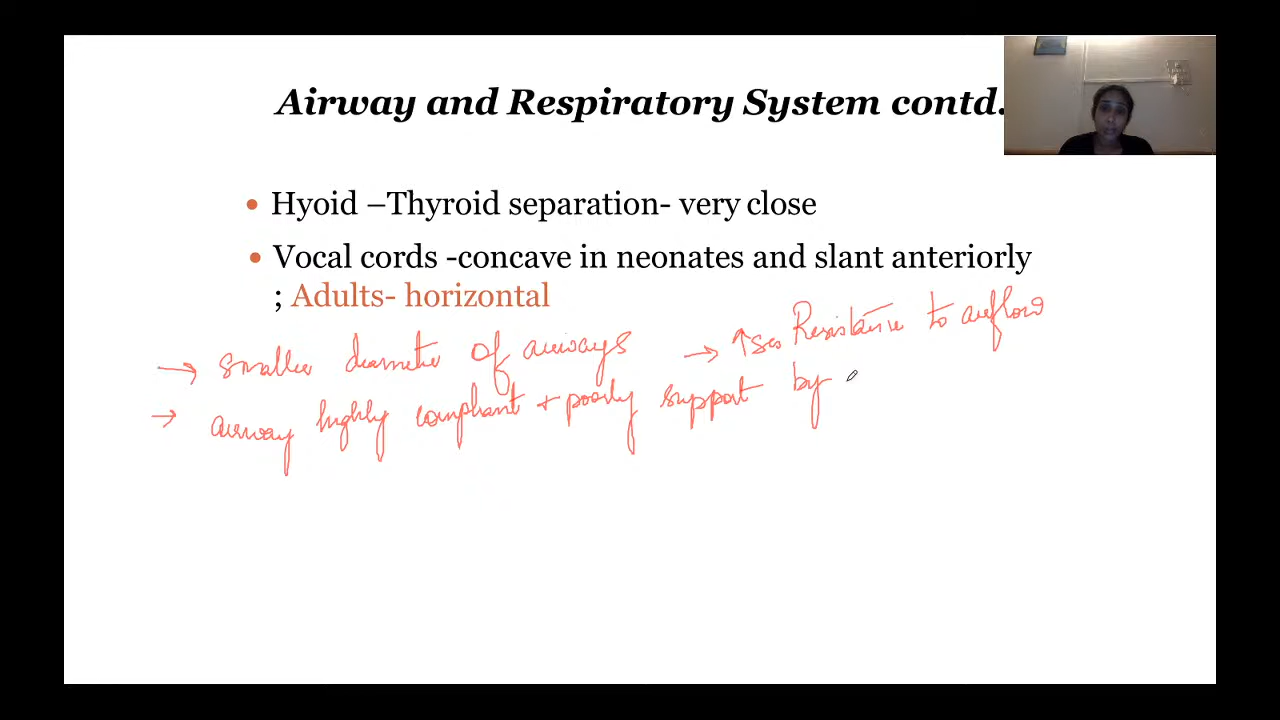 Airway and Respiratory System contd.
• Hyoid –Thyroid separation- very close
• Vocal cords -concave in neonates and slant anteriorly
; Adults- horizontal
→ smaller diameter of airways → ↑ses Resistance to airflow
→ airway highly compliant + poorly support by